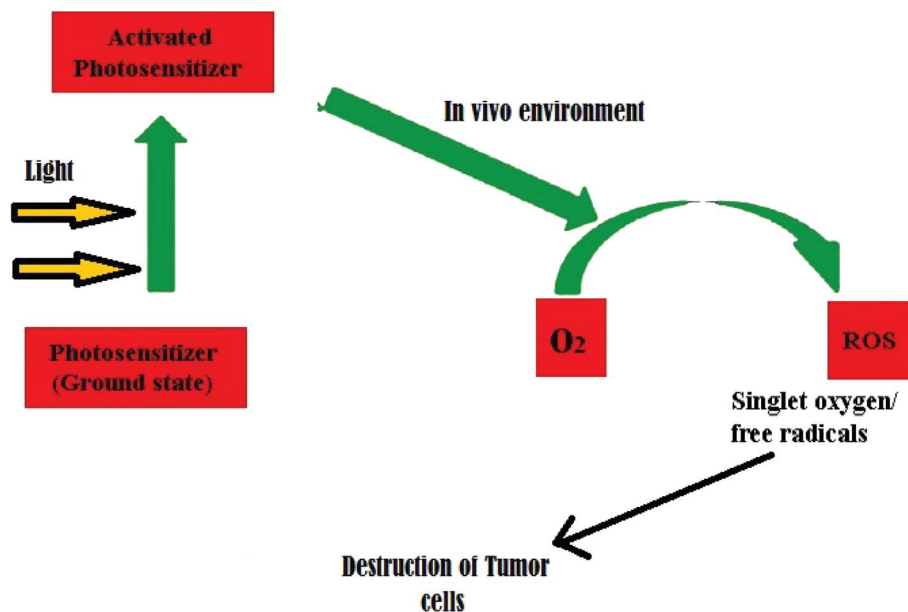 Activated
Photosensitizer
In vivo environment
Light
Photosensitizer
(Ground state)
O2
ROS
Singlet oxygen/
free radicals
Destruction of Tumor
cells